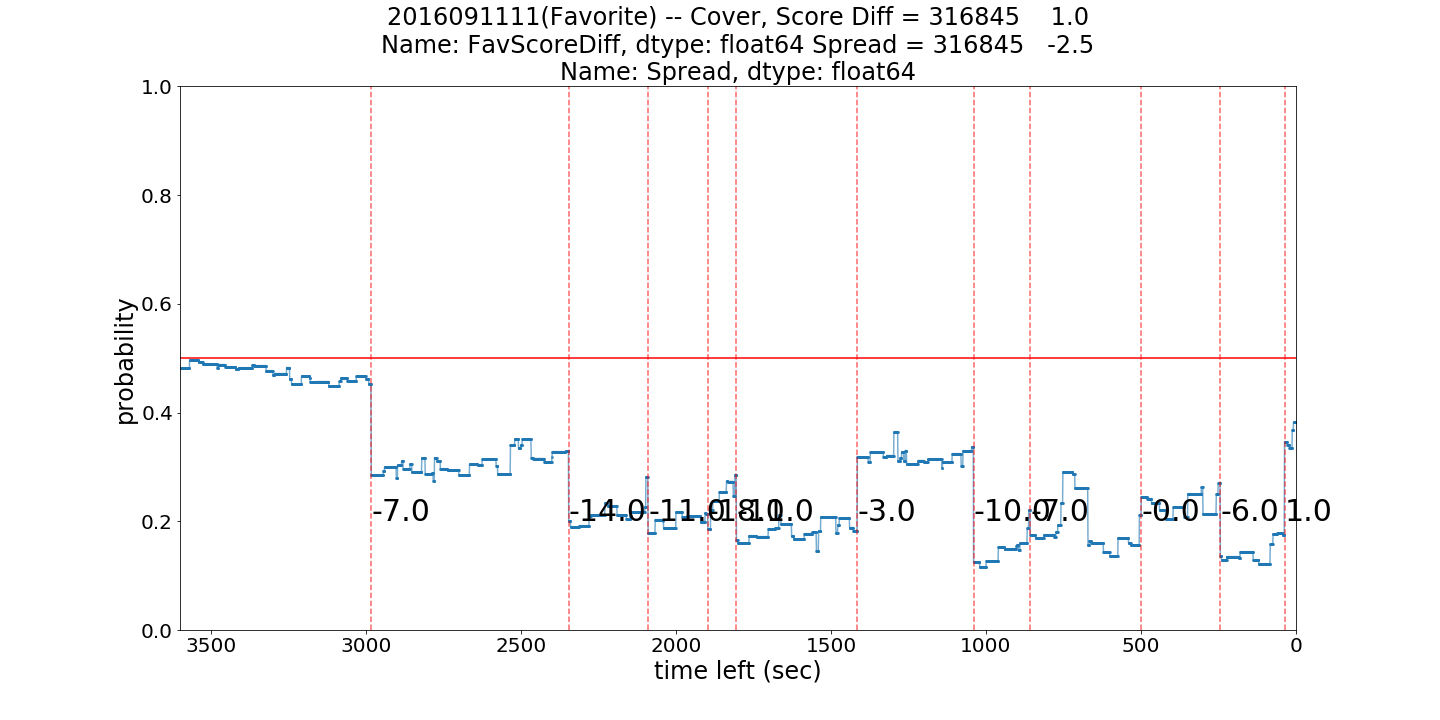 2016091111(Favorite) -- Cover, Score Diff = 316845    1.0
Name: FavScoreDiff, dtype: float64 Spread = 316845   -2.5
Name: Spread, dtype: float64
1.0
0.8
0.6
0.4
0.2
0.0
probability
-7.0
-14.0
-11.0
-18.0
-11.0
-3.0
-10.0
-7.0
-0.0
-6.0
1.0
3500 3000 2500 2000 1500 1000 500 0
time left (sec)